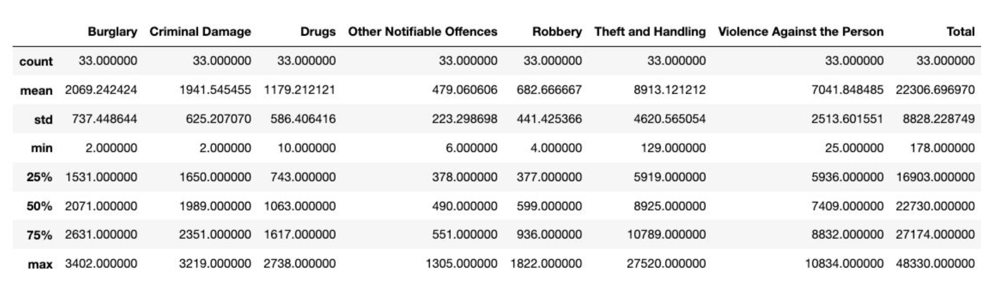 Burglary Criminal Damage Drugs Other Notifiable Offences Robbery Theft and Handling Violence Against the Person Total
count 33.000000 33.000000 33.000000 33.000000 33.000000 33.000000 33.000000 33.000000
mean 2069.242424 1941.545455 1179.212121 479.060606 682.666667 8913.121212 7041.848485 22306.696970
std 737.448644 625.207070 586.406416 223.298698 441.425366 4620.565054 2513.601551 8828.228749
min 2.000000 2.000000 10.000000 6.000000 4.000000 129.000000 25.000000 178.000000
25% 1531.000000 1650.000000 743.000000 378.000000 377.000000 5919.000000 5936.000000 16903.000000
50% 2071.000000 1989.000000 1063.000000 490.000000 599.000000 8925.000000 7409.000000 22730.000000
75% 2631.000000 2351.000000 1617.000000 551.000000 936.000000 10789.000000 8832.000000 27174.000000
max 3402.000000 3219.000000 2738.000000 1305.000000 1822.000000 27520.000000 10834.000000 48330.000000